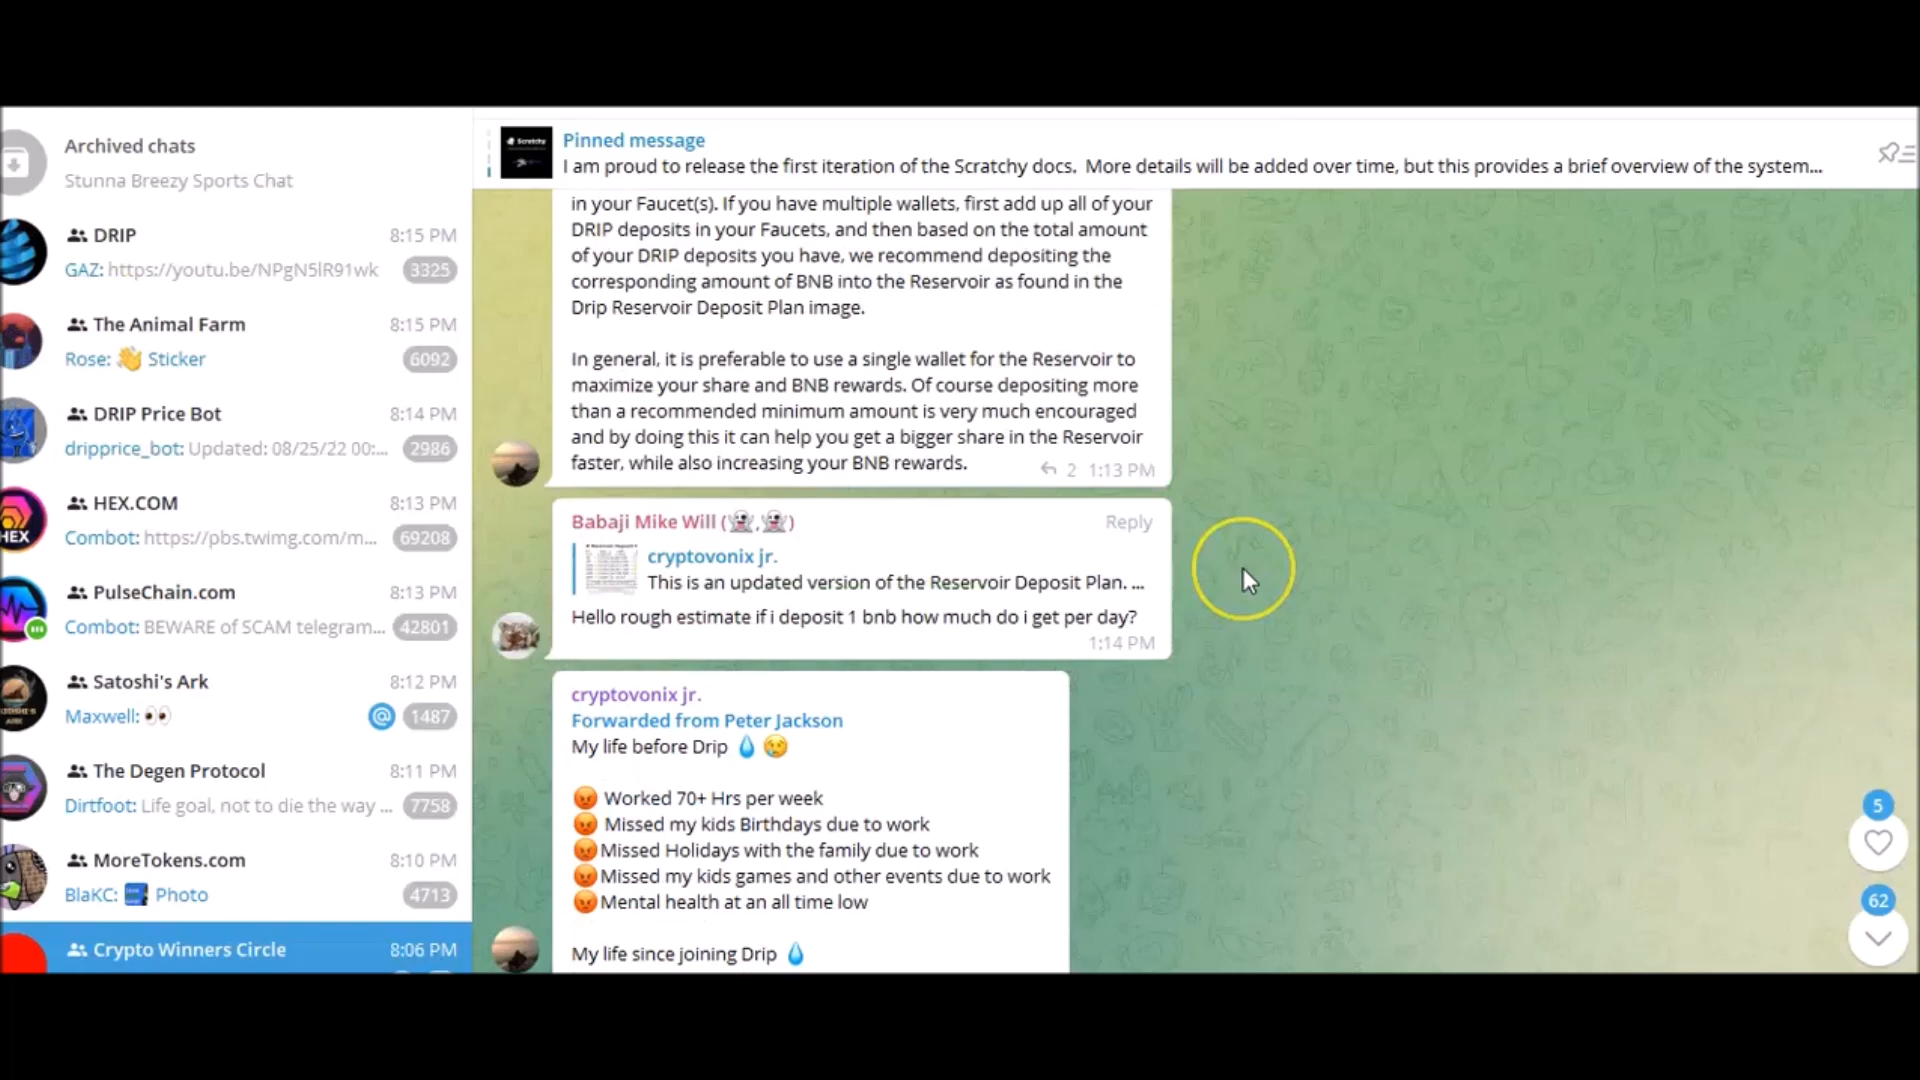 Archived chats
Stunna Breezy Sports Chat
DRIP 8:15 PM
GAZ: https://youtu.be/NPgN5lR91wk 3325
The Animal Farm 8:15 PM
Rose: 👋 Sticker 6092
DRIP Price Bot 8:14 PM
dripprice_bot: Updated: 08/25/22 00:... 2986
HEX.COM 8:13 PM
Combot: https://pbs.twimg.com/m... 69208
HEX
PulseChain.com 8:13 PM
Combot: BEWARE of SCAM telegram... 42801
Satoshi's Ark 8:12 PM
Maxwell: 👀 @ 1487
The Degen Protocol 8:11 PM
Dirtfoot: Life goal, not to die the way ... 7758
MoreTokens.com 8:10 PM
BlaKC: Photo 4713
Crypto Winners Circle 8:06 PM
Scratchy
Pinned message
I am proud to release the first iteration of the Scratchy docs. More details will be added over time, but this provides a brief overview of the system...
in your Faucet(s). If you have multiple wallets, first add up all of your
DRIP deposits in your Faucets, and then based on the total amount
of your DRIP deposits you have, we recommend depositing the
corresponding amount of BNB into the Reservoir as found in the
Drip Reservoir Deposit Plan image.
In general, it is preferable to use a single wallet for the Reservoir to
maximize your share and BNB rewards. Of course depositing more
than a recommended minimum amount is very much encouraged
and by doing this it can help you get a bigger share in the Reservoir
faster, while also increasing your BNB rewards. 2 1:13 PM
Babaji Mike Will (👻,👻) Reply
cryptovonix jr.
This is an updated version of the Reservoir Deposit Plan. ...
Hello rough estimate if i deposit 1 bnb how much do i get per day?
1:14 PM
cryptovonix jr.
Forwarded from Peter Jackson
My life before Drip 💧 😢
😡 Worked 70+ Hrs per week
😡 Missed my kids Birthdays due to work
😡 Missed Holidays with the family due to work
😡 Missed my kids games and other events due to work
😡 Mental health at an all time low
My life since joining Drip 💧
5
62